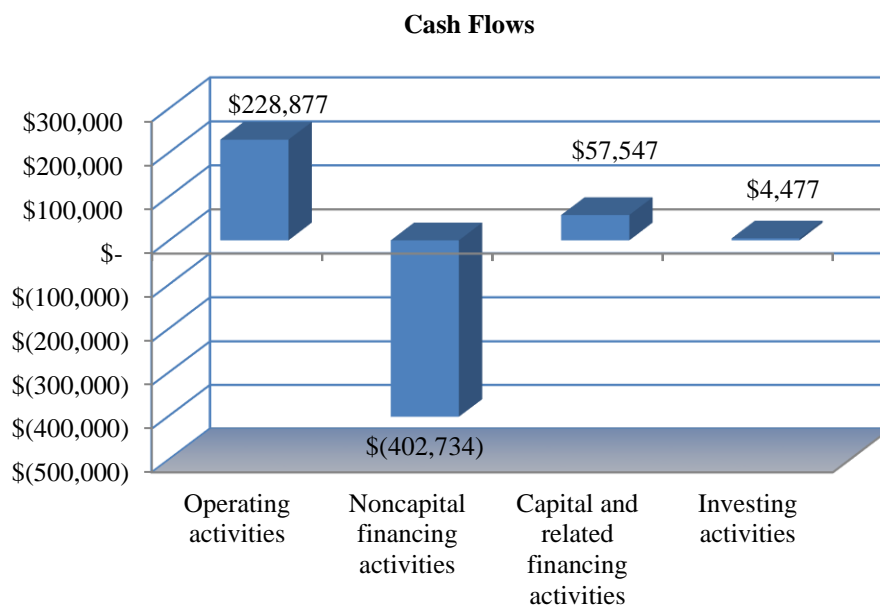 Cash Flows
$300,000
$200,000
$100,000
$-
$(100,000)
$(200,000)
$(300,000)
$(400,000)
$(500,000)
$228,877
$(402,734)
$57,547
$4,477
Operating
activities
Noncapital
financing
activities
Capital and
related
financing
activities
Investing
activities